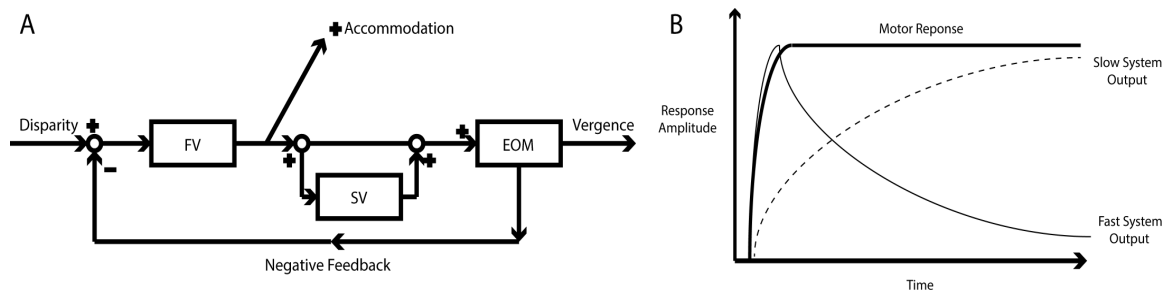 A
+ Accommodation
Disparity
+
-
FV
+
SV
+
+
EOM
Vergence
Negative Feedback
B
Motor Reponse
Response
Amplitude
Slow System
Output
Fast System
Output
Time